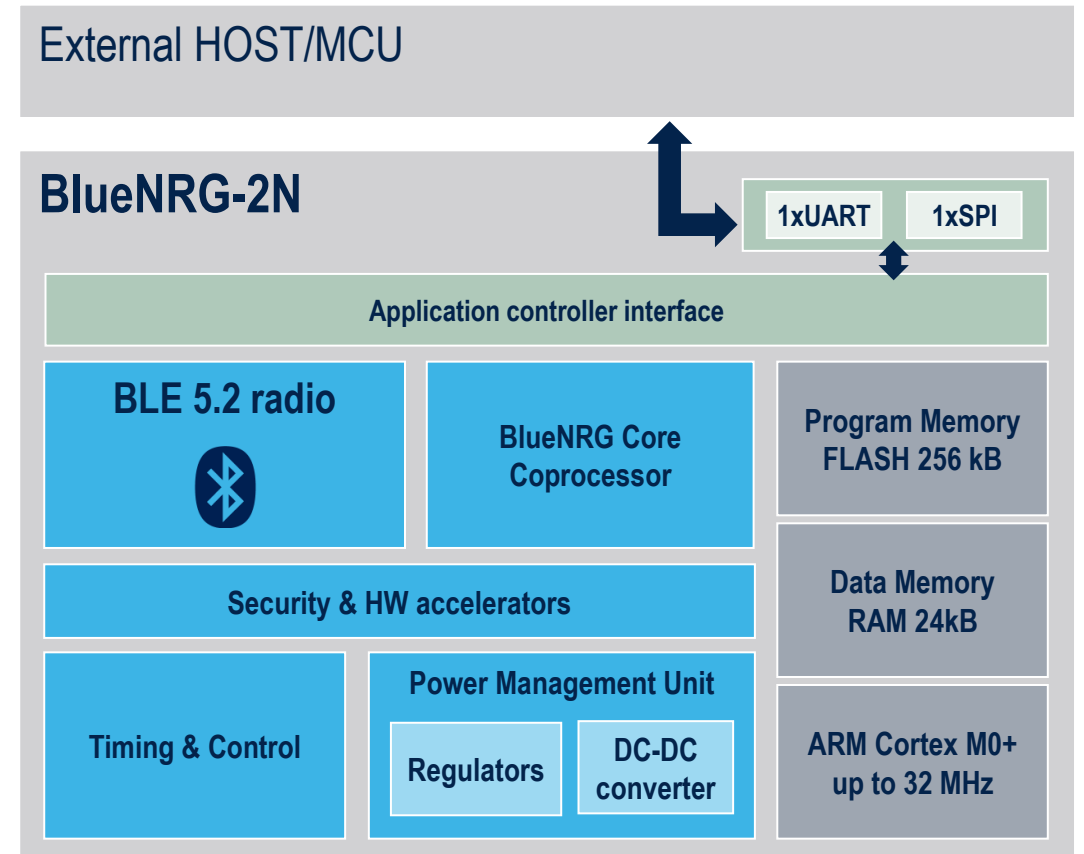 External HOST/MCU
BlueNRG-2N
1xUART
1xSPI
Application controller interface
BLE 5.2 radio
BlueNRG Core
Coprocessor
Program Memory
FLASH 256 kB
Security & HW accelerators
Data Memory
RAM 24kB
Timing & Control
Power Management Unit
Regulators
DC-DC
converter
ARM Cortex M0+
up to 32 MHz